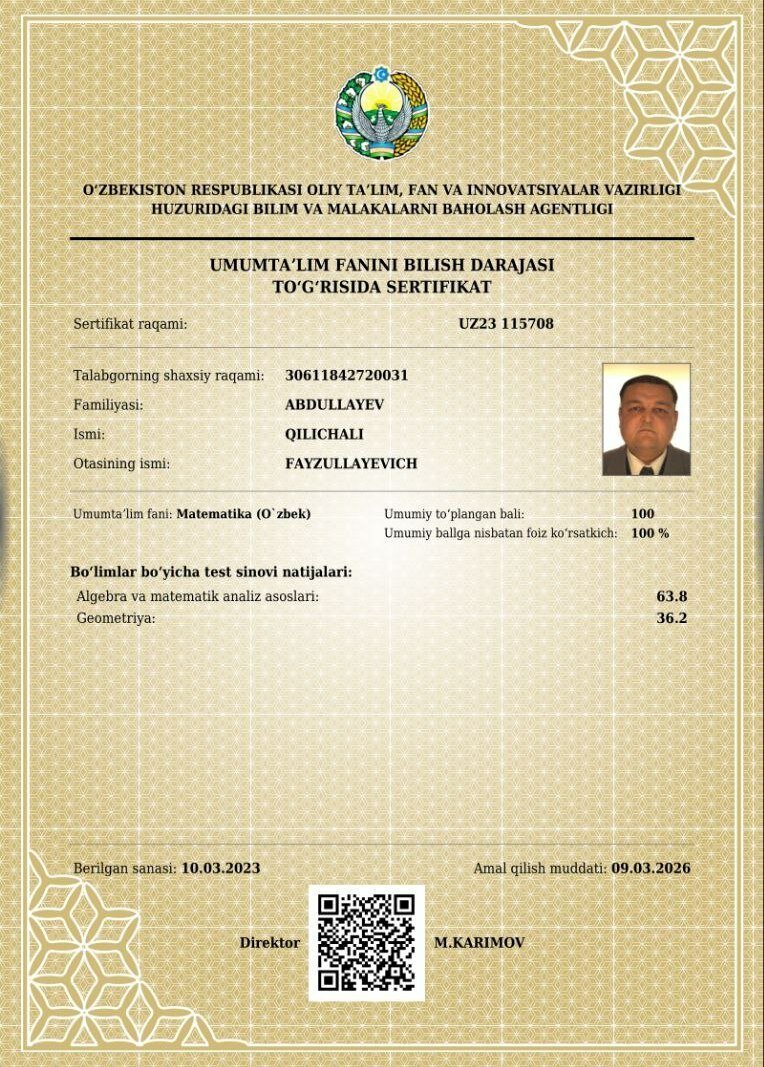 O‘ZBEKISTON RESPUBLIKASI OLIY TA’LIM, FAN VA INNOVATSIYALAR VAZIRLIGI
HUZURIDAGI BILIM VA MALAKALARNI BAHOLASH AGENTLIGI
UMUMTA’LIM FANINI BILISH DARAJASI
TO‘G‘RISIDA SERTIFIKAT
Sertifikat raqami: UZ23 115708
Talabgorning shaxsiy raqami: 30611842720031
Familiyasi: ABDULLAYEV
Ismi: QILICHALI
Otasining ismi: FAYZULLAYEVICH
Umumta’lim fani: Matematika (O`zbek) Umumiy to‘plangan bali: 100
Umumiy ballga nisbatan foiz ko‘rsatkich: 100 %
Bo‘limlar bo‘yicha test sinovi natijalari:
Algebra va matematik analiz asoslari: 63.8
Geometriya: 36.2
Berilgan sanasi: 10.03.2023 Amal qilish muddati: 09.03.2026
Direktor M.KARIMOV